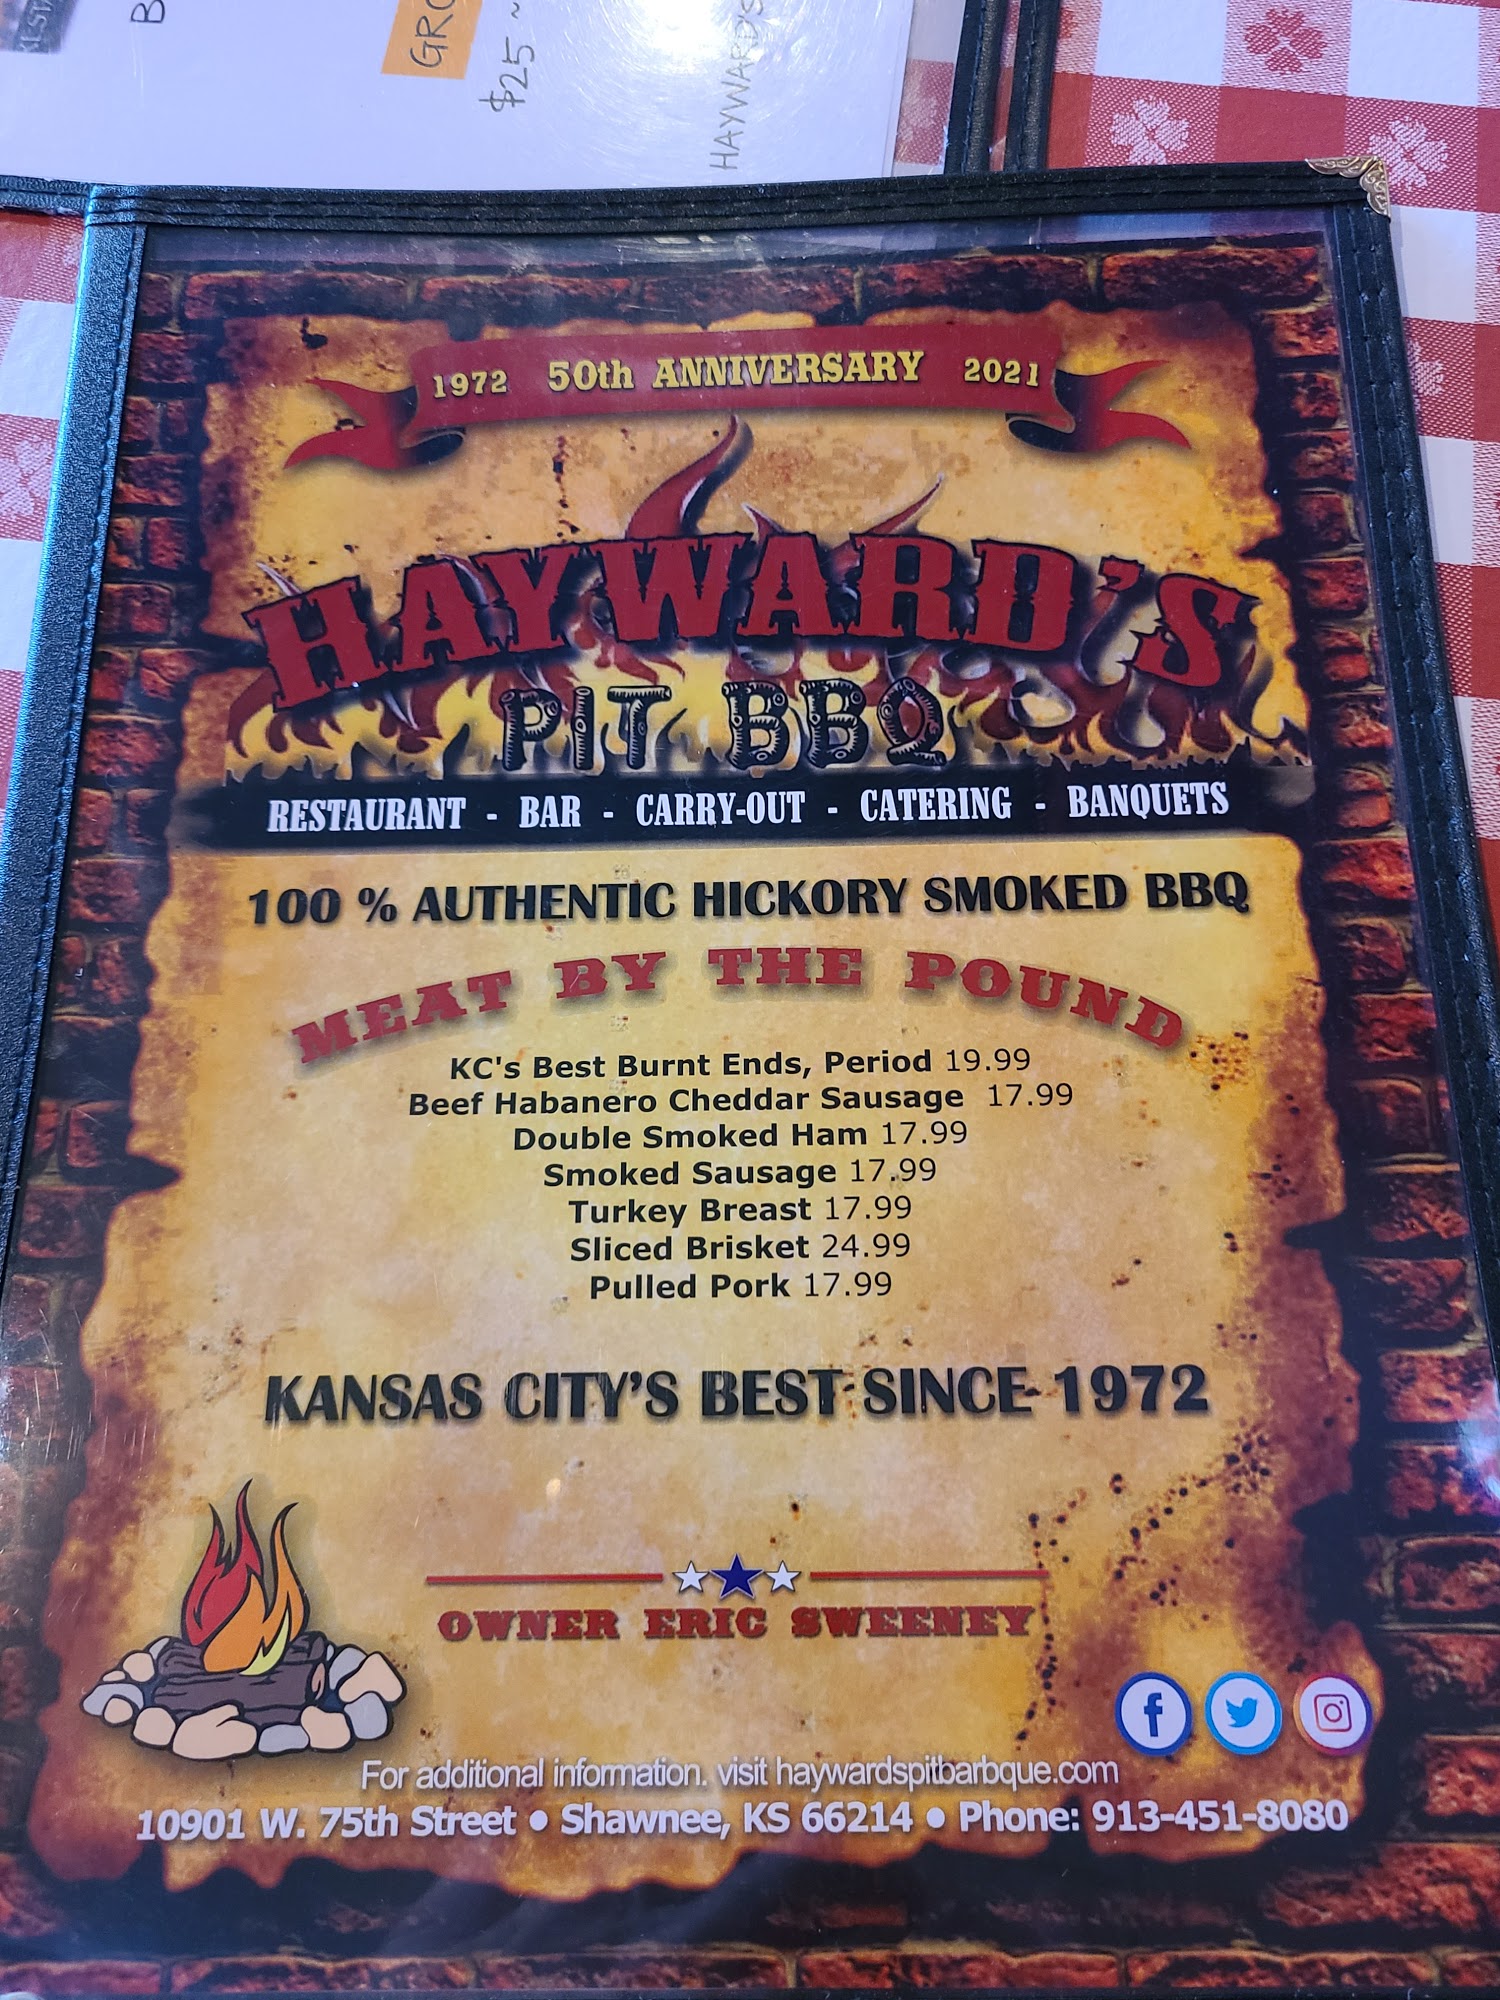 GRO
$25 ~
HAYWARD'S
1972 50th ANNIVERSARY 2021
HAYWARD'S
PIT BBQ
RESTAURANT - BAR - CARRY-OUT - CATERING - BANQUETS
100 % AUTHENTIC HICKORY SMOKED BBQ
MEAT BY THE POUND
KC's Best Burnt Ends, Period 19.99
Beef Habanero Cheddar Sausage 17.99
Double Smoked Ham 17.99
Smoked Sausage 17.99
Turkey Breast 17.99
Sliced Brisket 24.99
Pulled Pork 17.99
KANSAS CITY'S BEST SINCE 1972
OWNER ERIC SWEENEY
For additional information. visit haywardspitbarbque.com
10901 W. 75th Street • Shawnee, KS 66214 • Phone: 913-451-8080